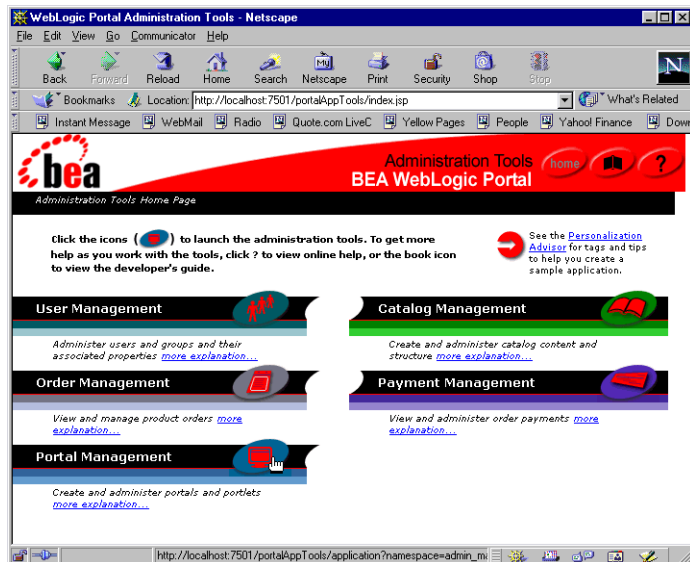 WebLogic Portal Administration Tools - Netscape
File Edit View Go Communicator Help
My
N
Back Forward Reload Home Search Netscape Print Security Shop Stop
Bookmarks Location: http://localhost:7501/portalAppTools/index.jsp What's Related
Instant Message WebMail Radio Quote.com LiveC Yellow Pages People Yahoo! Finance Down
bea
Administration Tools
BEA WebLogic Portal
home ?
Administration Tools Home Page
Click the icons ( ) to launch the administration tools. To get more
help as you work with the tools, click ? to view online help, or the book icon
to view the developer's guide.
See the Personalization
Advisor for tags and tips
to help you create a
sample application.
User Management
Administer users and groups and their
associated properties more explanation...
Catalog Management
Create and administer catalog content and
structure more explanation...
Order Management
View and manage product orders more
explanation...
Payment Management
View and administer order payments more
explanation...
Portal Management
Create and administer portals and portlets
more explanation...
http://localhost:7501/portalAppTools/application?namespace=admin_m